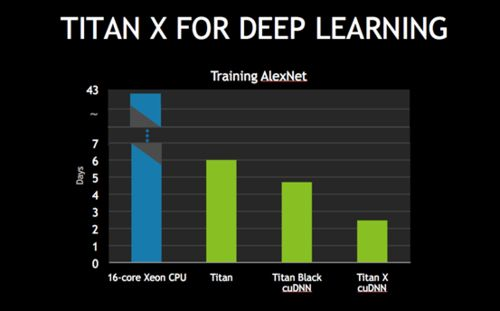 TITAN X FOR DEEP LEARNING
Training AlexNet
43
~
7
6
5
4
3
2
1
0
Days
16-core Xeon CPU
Titan
Titan Black
cuDNN
Titan X
cuDNN